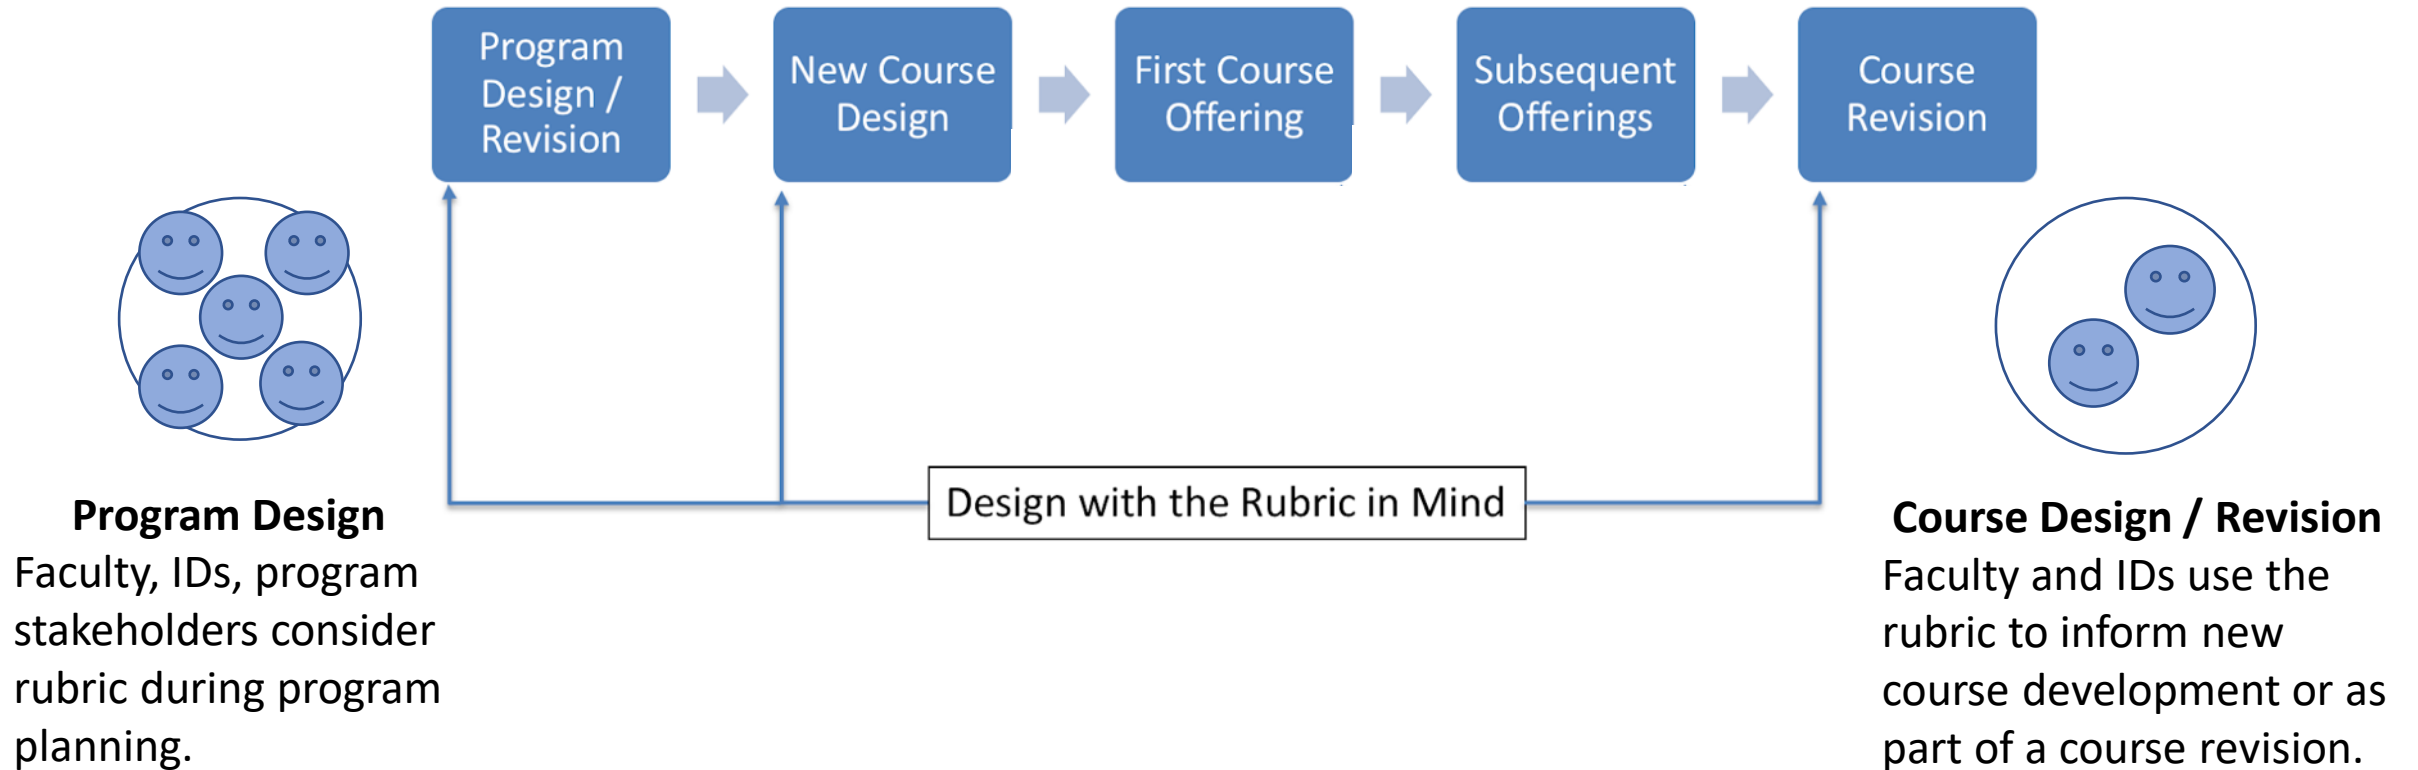 Program
Design /
Revision
New Course
Design
First Course
Offering
Subsequent
Offerings
Course
Revision
Design with the Rubric in Mind
Program Design
Faculty, IDs, program
stakeholders consider
rubric during program
planning.
Course Design / Revision
Faculty and IDs use the
rubric to inform new
course development or as
part of a course revision.